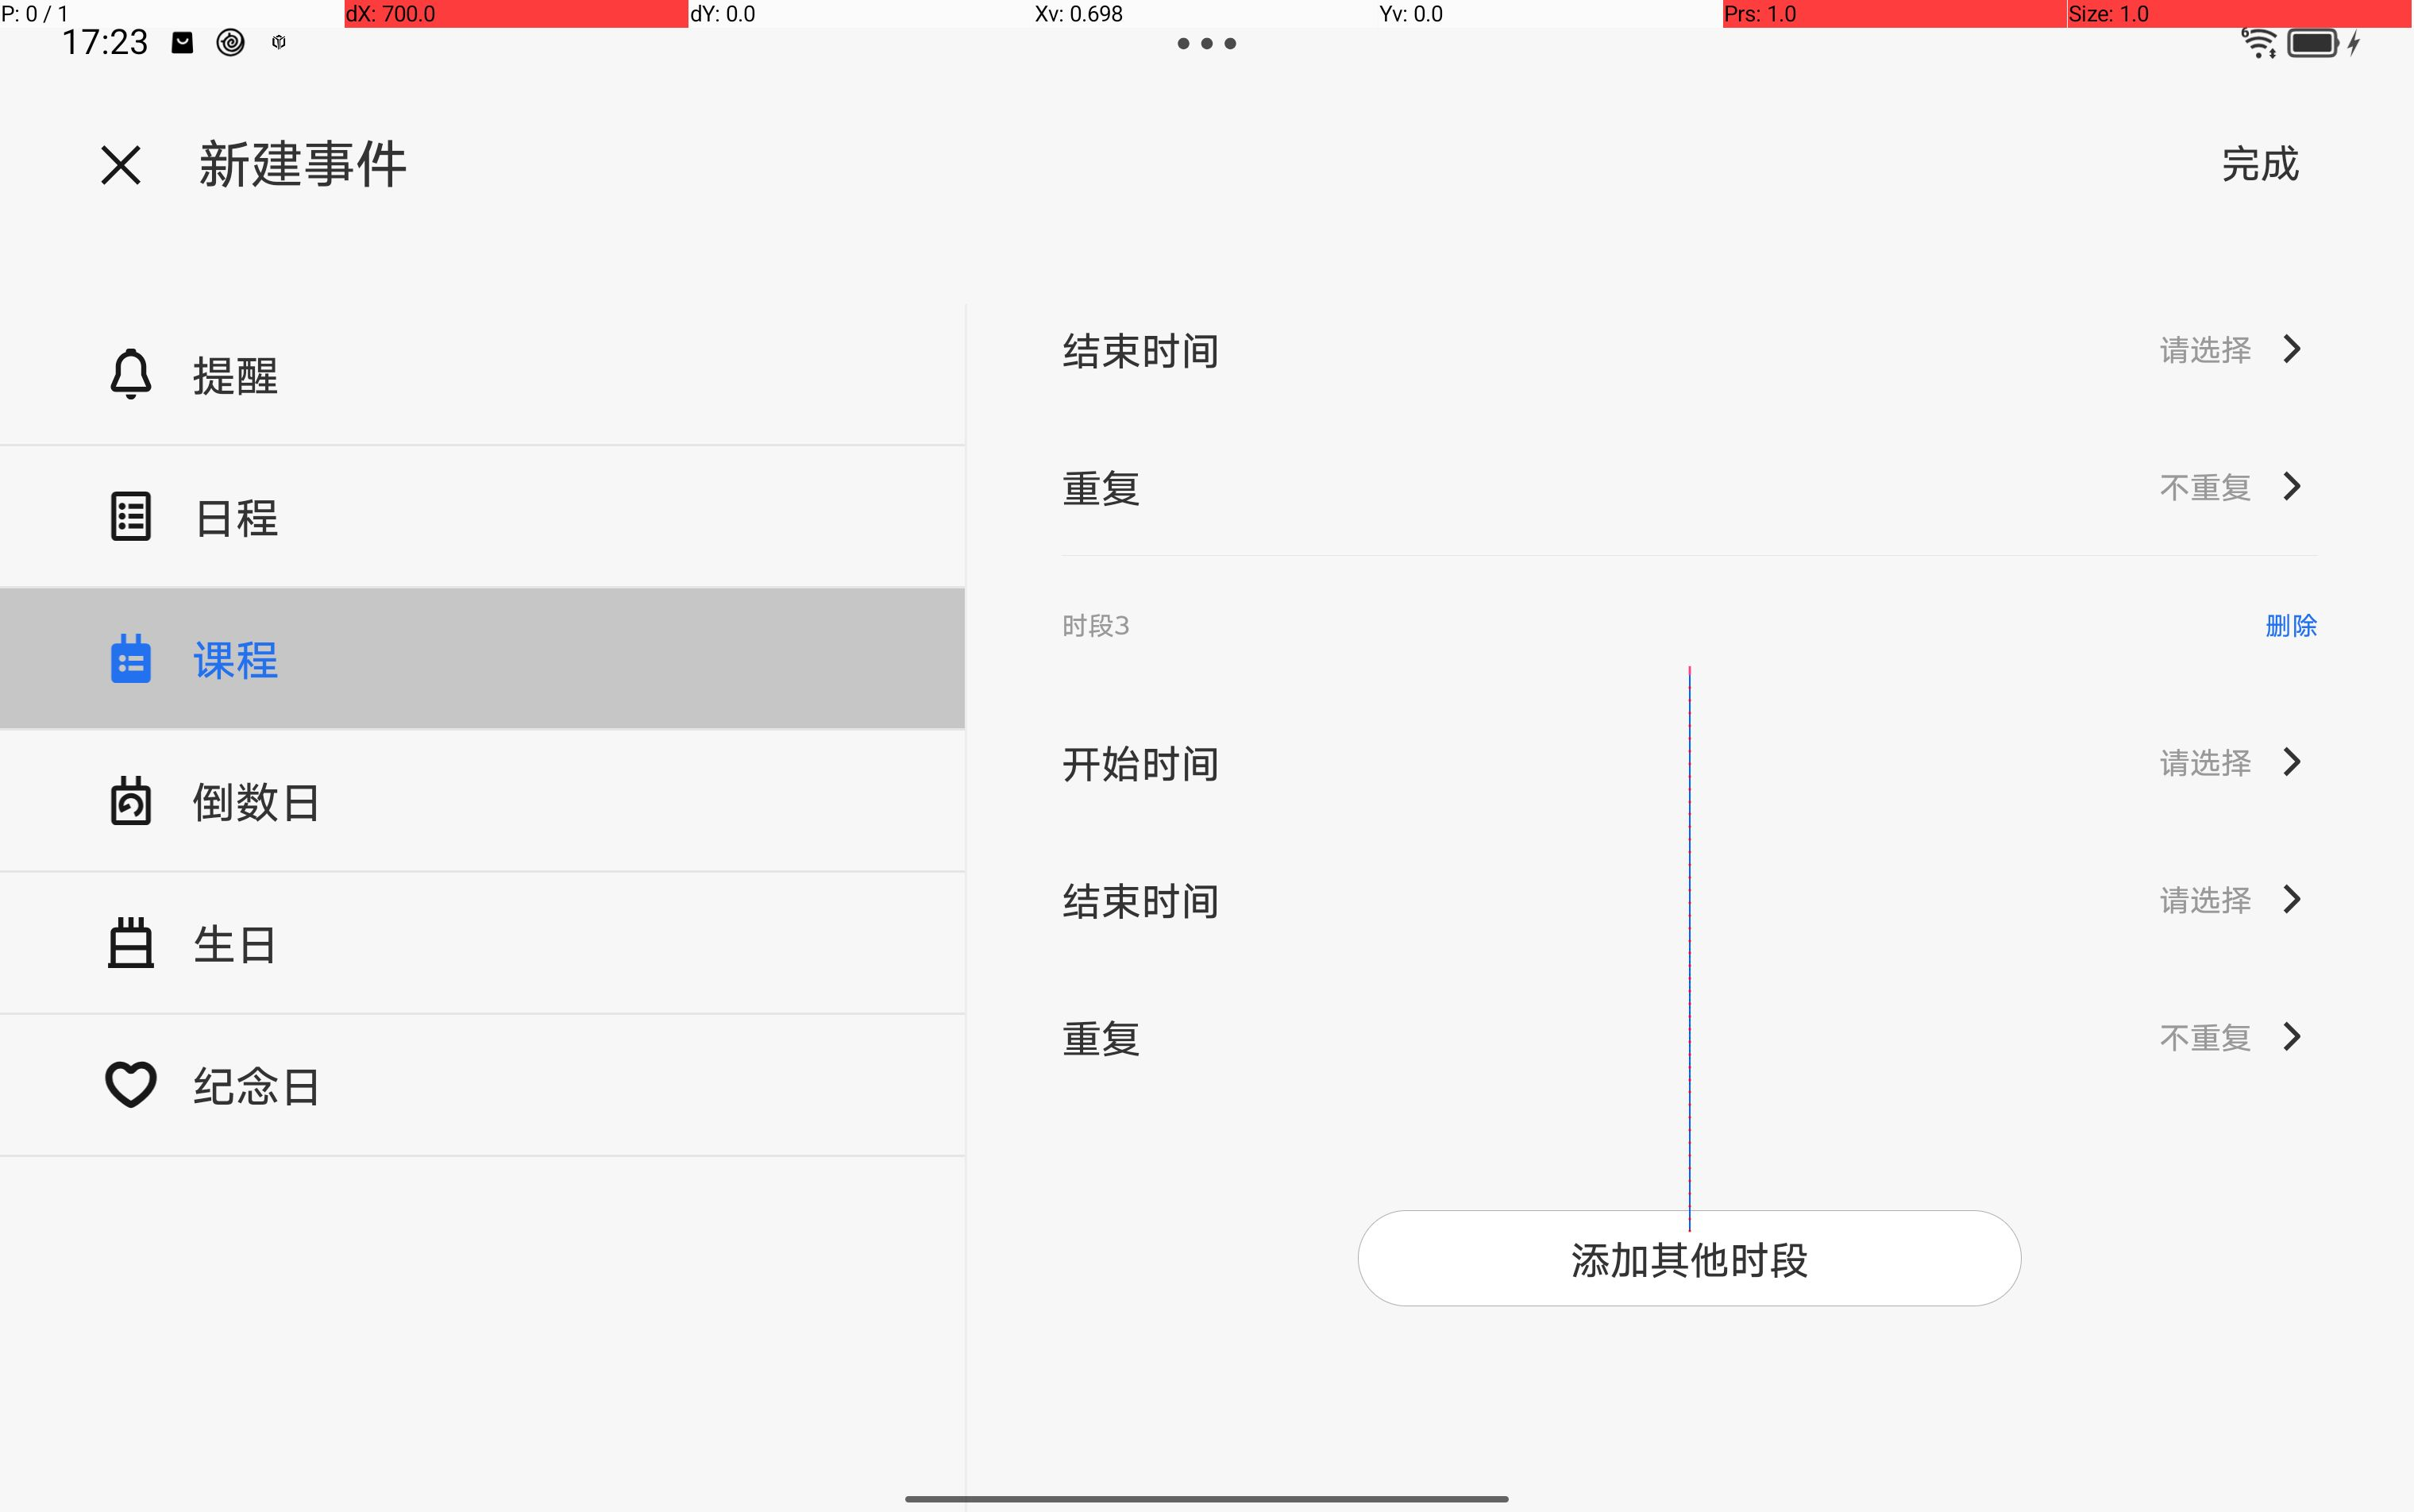 P: 0 / 1 dX: 700.0 dY: 0.0 Xv: 0.698 Yv: 0.0 Prs: 1.0 Size: 1.0
17:23 6
新建事件 完成
提醒
日程
课程
倒数日
生日
纪念日
结束时间 请选择
重复 不重复
时段3 删除
开始时间 请选择
结束时间 请选择
重复 不重复
添加其他时段